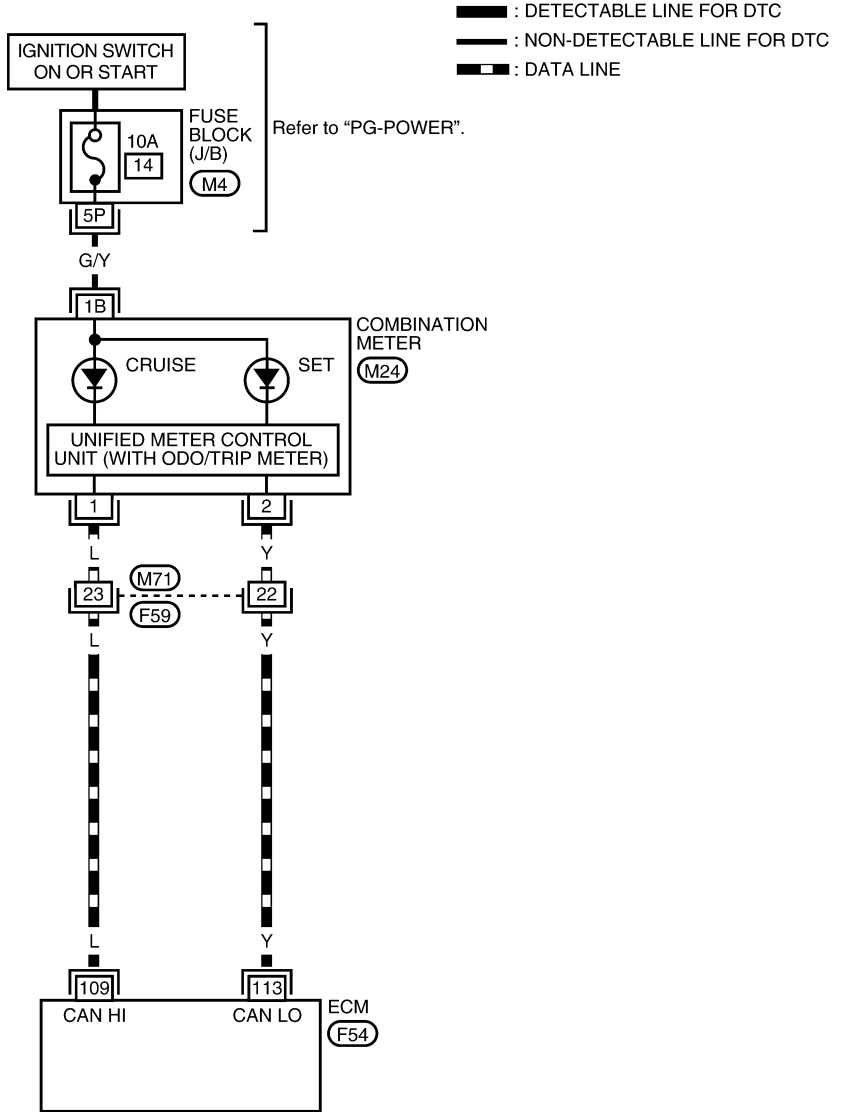 : DETECTABLE LINE FOR DTC
: NON-DETECTABLE LINE FOR DTC
: DATA LINE
IGNITION SWITCH
ON OR START
FUSE
BLOCK
(J/B)
M4
10A
14
Refer to “PG-POWER”.
5P
G/Y
1B
COMBINATION
METER
M24
CRUISE
SET
UNIFIED METER CONTROL
UNIT (WITH ODO/TRIP METER)
1
2
L
Y
M71
23
22
F59
L
Y
L
Y
109
113
CAN HI
CAN LO
ECM
F54